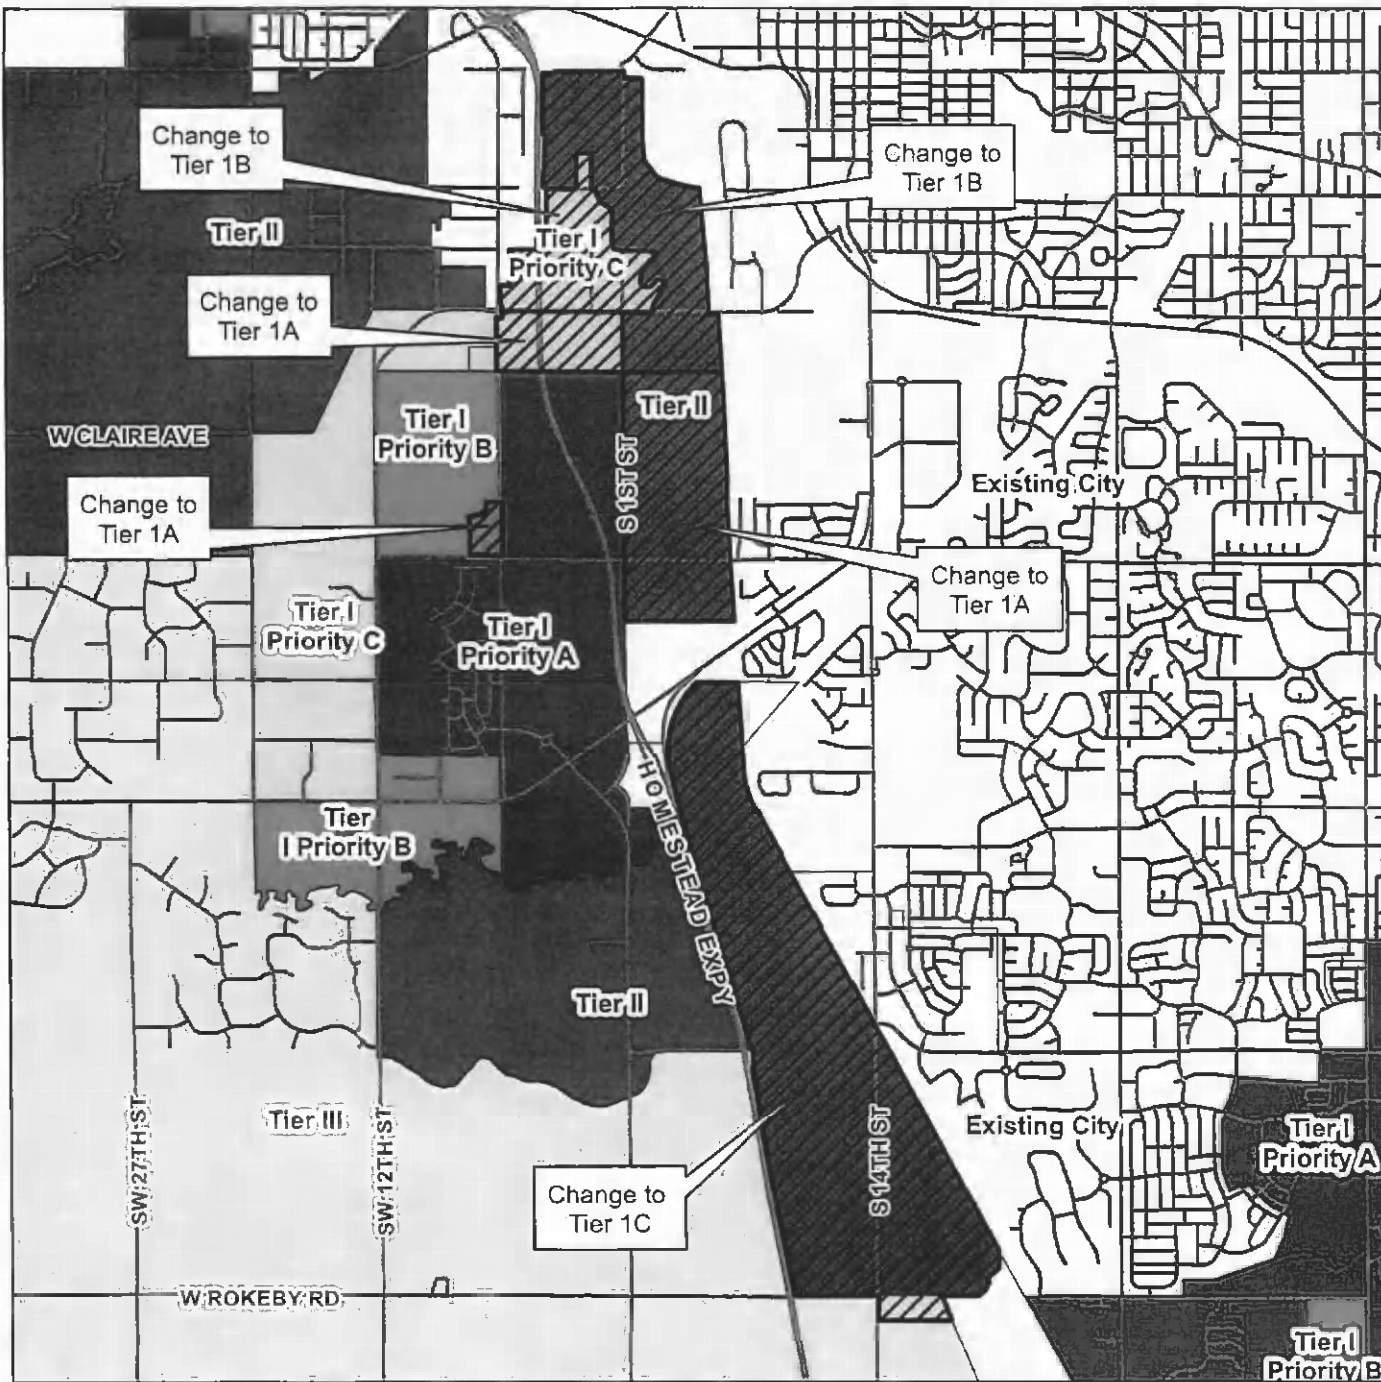 Change to
Tier 1B
Change to
Tier 1B
Tier II
Tier I
Priority C
Change to
Tier 1A
Tier I
Priority B
Tier II
W CLAIRE AVE
S 1ST ST
Existing City
Change to
Tier 1A
Change to
Tier 1A
Tier I
Priority C
Tier I
Priority A
HOMESTEAD EXPY
Tier
I Priority B
Tier II
Tier III
SW 27TH ST
SW 12TH ST
S 14TH ST
Existing City
Tier I
Priority A
Change to
Tier 1C
W ROKEBY RD
Tier I
Priority B